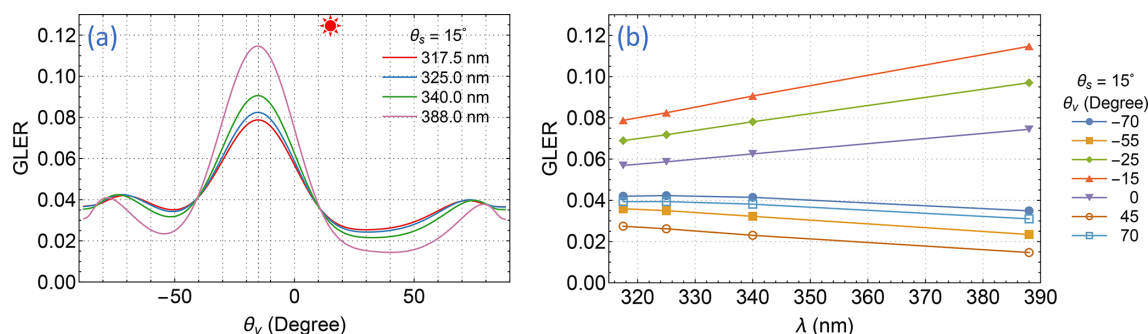 (a)
θs = 15°
317.5 nm
325.0 nm
340.0 nm
388.0 nm
GLER
0.12
0.10
0.08
0.06
0.04
0.02
0.00
−50
0
50
θv (Degree)
(b)
GLER
0.12
0.10
0.08
0.06
0.04
0.02
0.00
320
330
340
350
360
370
380
390
λ (nm)
θs = 15°
θv (Degree)
−70
−55
−25
−15
0
45
70